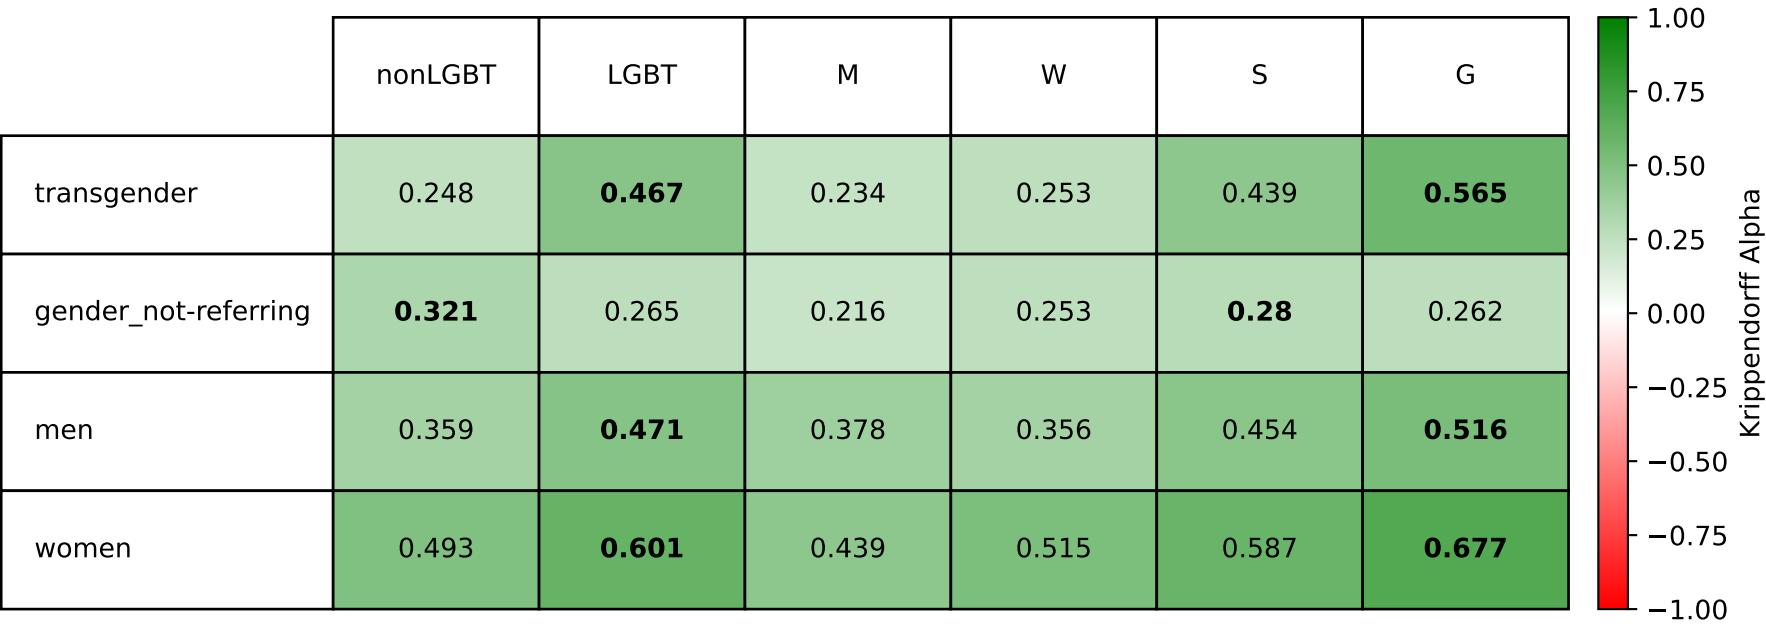 nonLGBT LGBT M W S G
transgender 0.248 0.467 0.234 0.253 0.439 0.565
gender_not-referring 0.321 0.265 0.216 0.253 0.28 0.262
men 0.359 0.471 0.378 0.356 0.454 0.516
women 0.493 0.601 0.439 0.515 0.587 0.677
1.00
0.75
0.50
0.25
0.00
−0.25
−0.50
−0.75
−1.00
Krippendorff Alpha